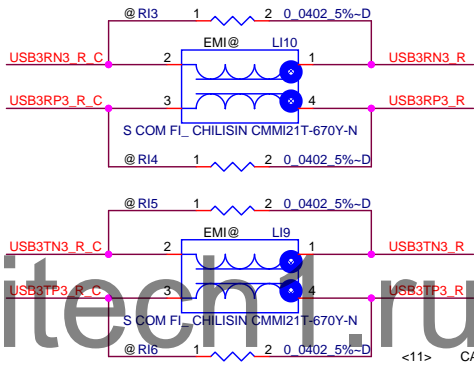 @ RI3 1 2 0_0402_5%~D
EMI@ LI10
USB3RN3_R_C 2 1 USB3RN3_R
USB3RP3_R_C 3 4 USB3RP3_R
S COM FI_ CHILISIN CMMI21T-670Y-N
@ RI4 1 2 0_0402_5%~D
@ RI5 1 2 0_0402_5%~D
EMI@ LI9
USB3TN3_R_C 2 1 USB3TN3_R
USB3TP3_R_C 3 4 USB3TP3_R
itech1.ru
S COM FI_ CHILISIN CMMI21T-670Y-N
@ RI6 1 2 0_0402_5%~D
<11> CA